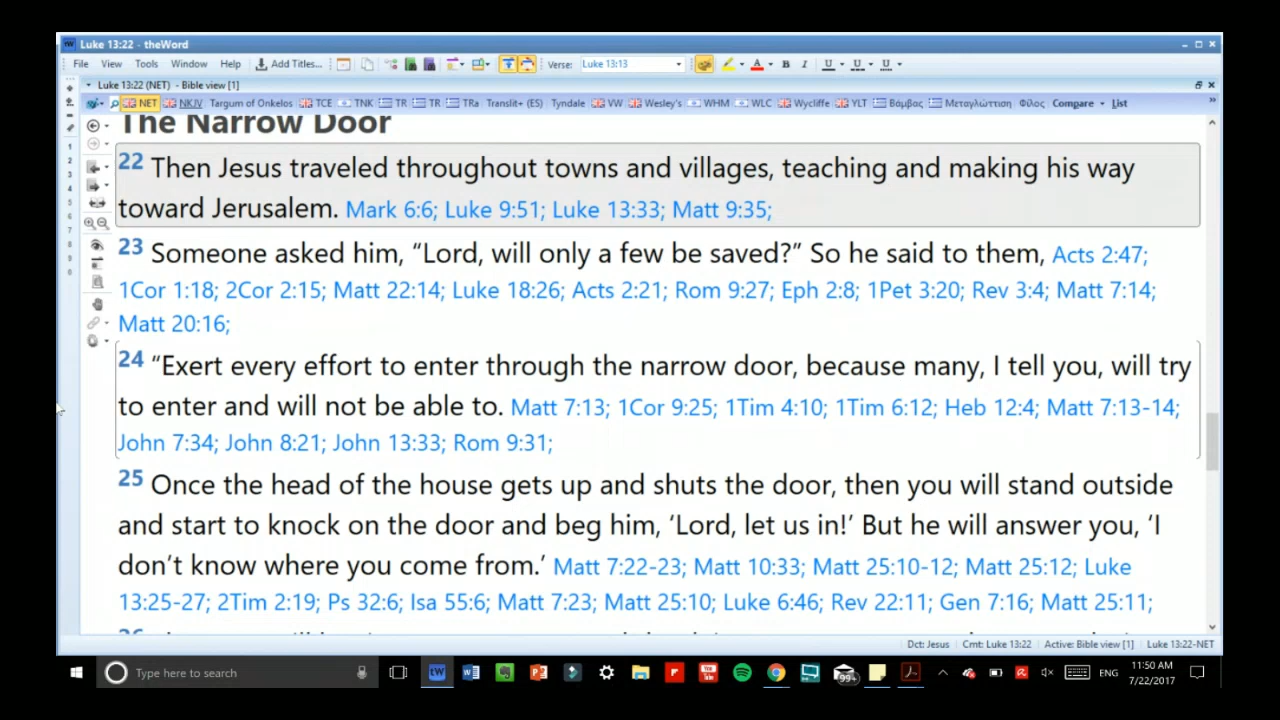 Luke 13:22 - theWord
File View Tools Window Help Add Titles... Verse: Luke 13:13 A B I U U U
Luke 13:22 (NET) - Bible view [1]
NET NKJV Targum of Onkelos TCE TNK TR TR TRa Translit+ (ES) Tyndale VW Wesley's WHM WLC Wycliffe YLT Βάμβας Μεταγλώττιση Φίλος Compare List
The Narrow Door
22 Then Jesus traveled throughout towns and villages, teaching and making his way
toward Jerusalem. Mark 6:6; Luke 9:51; Luke 13:33; Matt 9:35;
23 Someone asked him, “Lord, will only a few be saved?” So he said to them, Acts 2:47;
1Cor 1:18; 2Cor 2:15; Matt 22:14; Luke 18:26; Acts 2:21; Rom 9:27; Eph 2:8; 1Pet 3:20; Rev 3:4; Matt 7:14;
Matt 20:16;
24 “Exert every effort to enter through the narrow door, because many, I tell you, will try
to enter and will not be able to. Matt 7:13; 1Cor 9:25; 1Tim 4:10; 1Tim 6:12; Heb 12:4; Matt 7:13-14;
John 7:34; John 8:21; John 13:33; Rom 9:31;
25 Once the head of the house gets up and shuts the door, then you will stand outside
and start to knock on the door and beg him, ‘Lord, let us in!’ But he will answer you, ‘I
don’t know where you come from.’ Matt 7:22-23; Matt 10:33; Matt 25:10-12; Matt 25:12; Luke
13:25-27; 2Tim 2:19; Ps 32:6; Isa 55:6; Matt 7:23; Matt 25:10; Luke 6:46; Rev 22:11; Gen 7:16; Matt 25:11;
Dct: Jesus Cmt: Luke 13:22 Active: Bible view [1] Luke 13:22-NET
Type here to search 99+ ENG 11:50 AM
7/22/2017